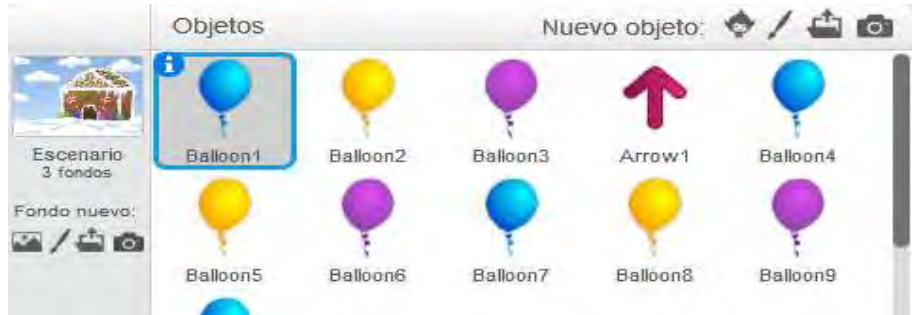 Objetos
Nuevo objeto:
Escenario
3 fondos
Fondo nuevo:
Balloon1
Balloon2
Balloon3
Arrow1
Balloon4
Balloon5
Balloon6
Balloon7
Balloon8
Balloon9